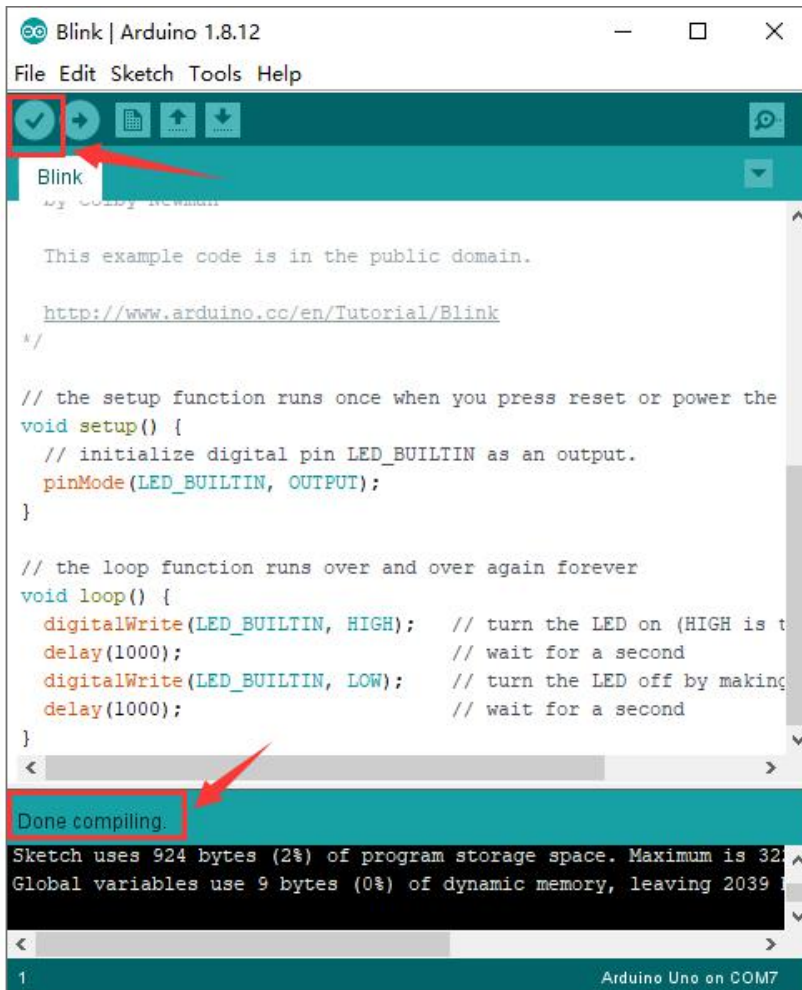 Blink | Arduino 1.8.12
File Edit Sketch Tools Help
Blink
by Colby Newman
This example code is in the public domain.
http://www.arduino.cc/en/Tutorial/Blink
*/
// the setup function runs once when you press reset or power the
void setup() {
// initialize digital pin LED_BUILTIN as an output.
pinMode(LED_BUILTIN, OUTPUT);
}
// the loop function runs over and over again forever
void loop() {
digitalWrite(LED_BUILTIN, HIGH); // turn the LED on (HIGH is t
delay(1000); // wait for a second
digitalWrite(LED_BUILTIN, LOW); // turn the LED off by making
delay(1000); // wait for a second
}
Done compiling.
Sketch uses 924 bytes (2%) of program storage space. Maximum is 32
Global variables use 9 bytes (0%) of dynamic memory, leaving 2039
1 Arduino Uno on COM7